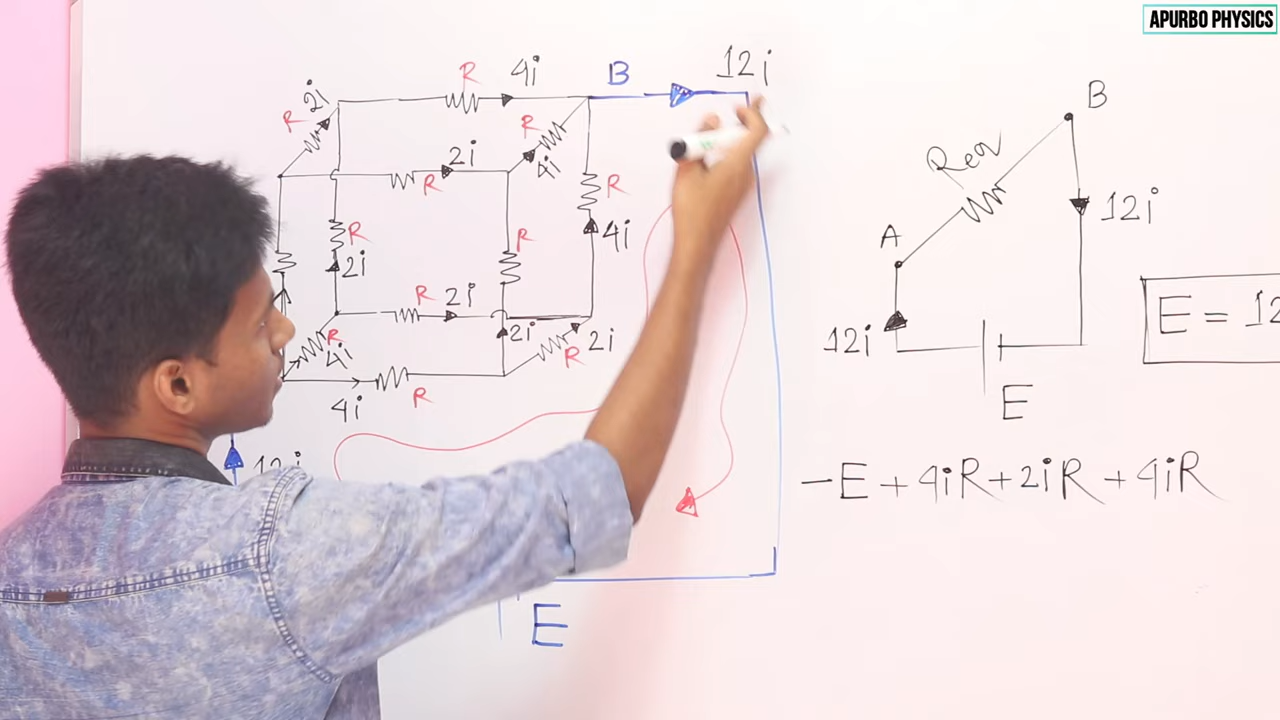 APURBO PHYSICS
R 4i B 12i
R 2i
R 4i
2i R
R 2i
R 4i
R
R 2i
R 4i
2i
R 2i
4i R
E
B
Req
12i
A
12i
E
E = 12
−E + 4iR + 2iR + 4iR